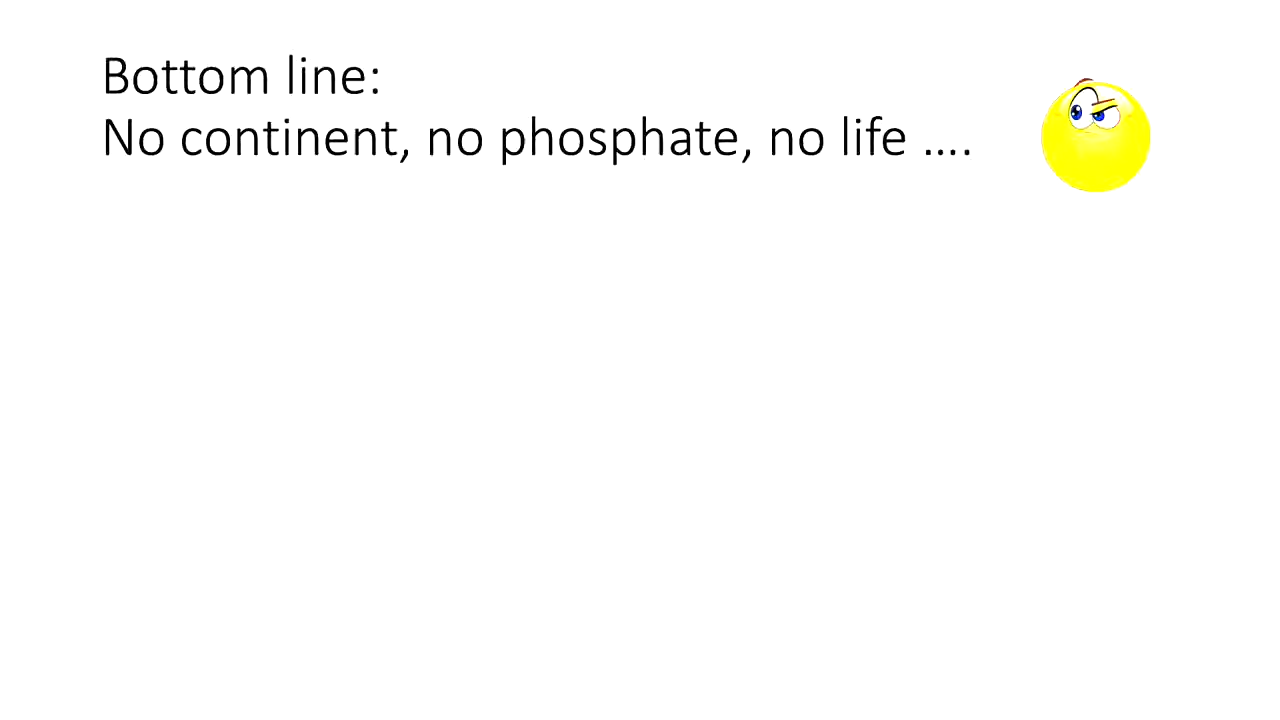 Bottom line:
No continent, no phosphate, no life ....